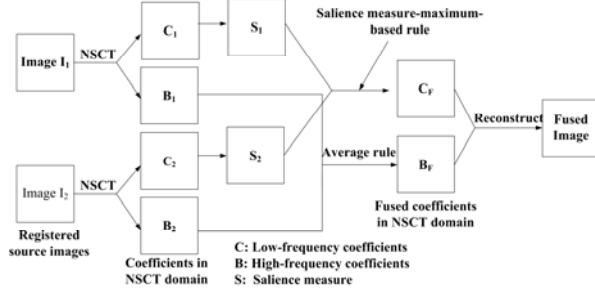 Salience measure-maximum-
based rule
C1
S1
NSCT
Image I1
B1
CF
Reconstruct
Fused
Image
C2
S2
Average rule
BF
NSCT
Image I2
B2
Fused coefficients
in NSCT domain
Registered
source images
Coefficients in
NSCT domain
C: Low-frequency coefficients
B: High-frequency coefficients
S: Salience measure